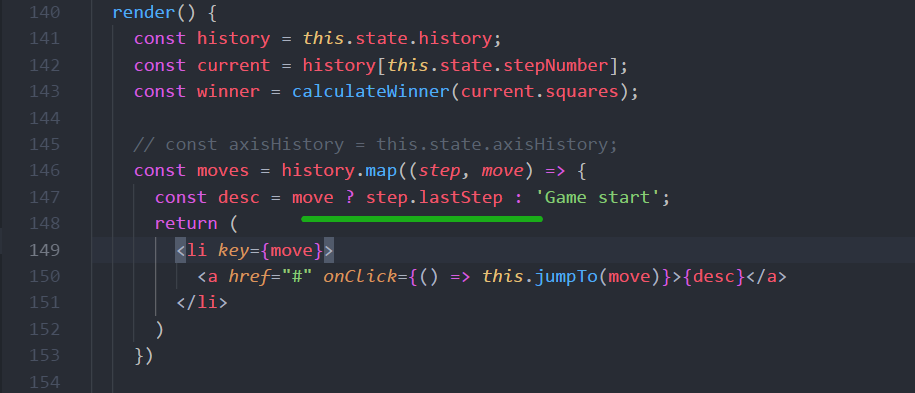 140 render() {
141 const history = this.state.history;
142 const current = history[this.state.stepNumber];
143 const winner = calculateWinner(current.squares);
144
145 // const axisHistory = this.state.axisHistory;
146 const moves = history.map((step, move) => {
147 const desc = move ? step.lastStep : 'Game start';
148 return (
149 <li key={move}>
150 <a href="#" onClick={() => this.jumpTo(move)}>{desc}</a>
151 </li>
152 )
153 })
154